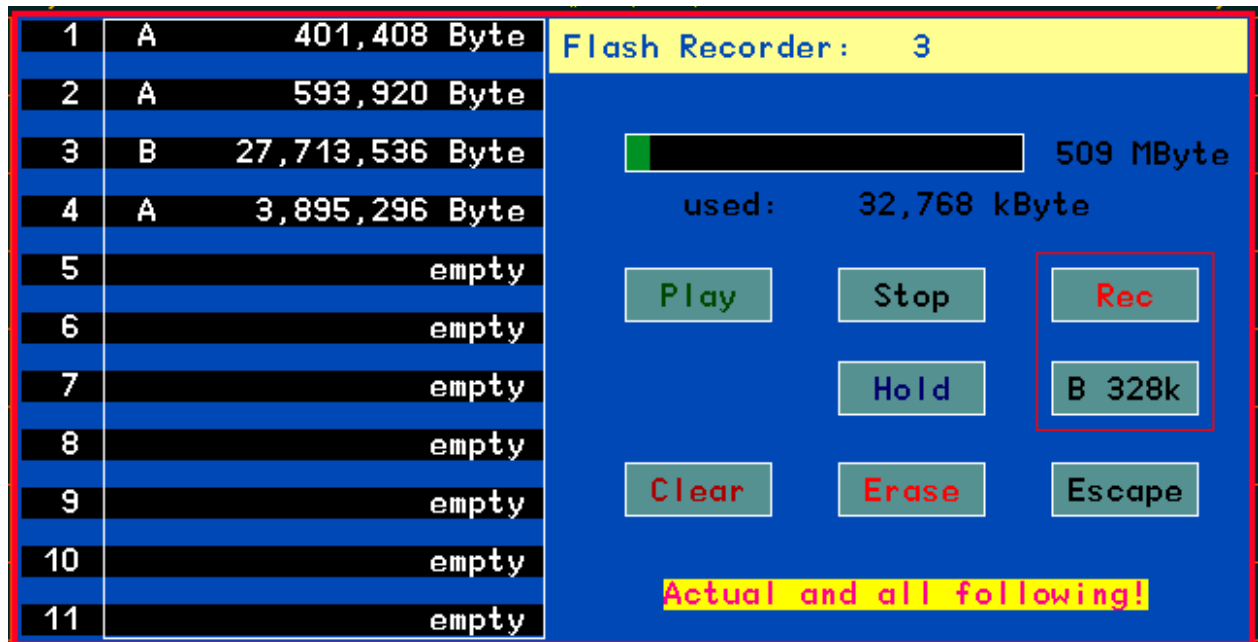 1 A 401,408 Byte
2 A 593,920 Byte
3 B 27,713,536 Byte
4 A 3,895,296 Byte
5 empty
6 empty
7 empty
8 empty
9 empty
10 empty
11 empty
Flash Recorder: 3
509 MByte
used: 32,768 kByte
Play Stop Rec
Hold B 328k
Clear Erase Escape
Actual and all following!